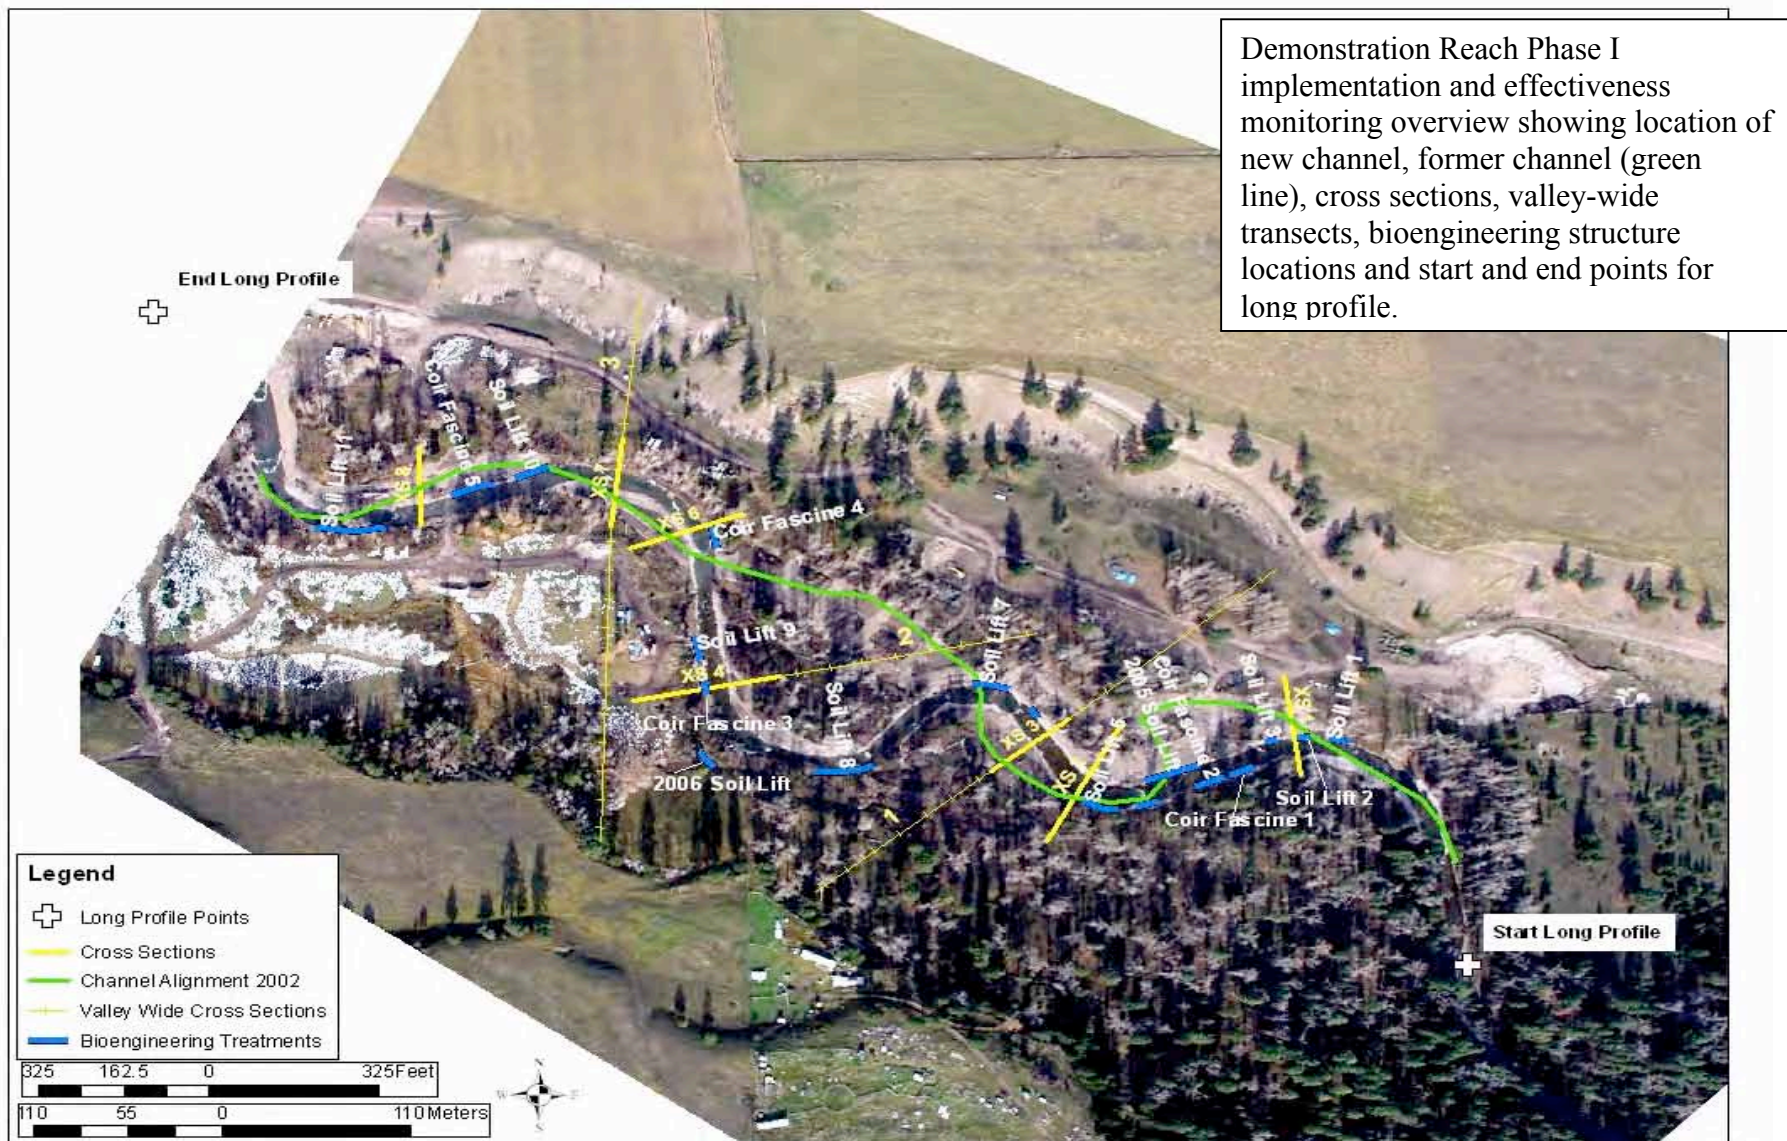 Demonstration Reach Phase I
implementation and effectiveness
monitoring overview showing location of
new channel, former channel (green
line), cross sections, valley-wide
transects, bioengineering structure
locations and start and end points for
long profile.
End Long Profile
3
Coir Fascine 5
Soil Lift 10
Soil Lift 11
XS 8
XS 7
XS 6
Coir Fascine 4
Soil Lift 9
2
Soil Lift 7
XS 4
Coir Fascine 3
Soil Lift 8
2006 Soil Lift
XS 3
1
XS
Soil Lift
2005 Soil Lift
Coir Fascine 2
Soil Lift 3
XS 1
Soil Lift 1
Soil Lift 2
Coir Fascine 1
Start Long Profile
Legend
Long Profile Points
Cross Sections
Channel Alignment 2002
Valley Wide Cross Sections
Bioengineering Treatments
325 162.5 0 325Feet
110 55 0 110 Meters
N
W E
S